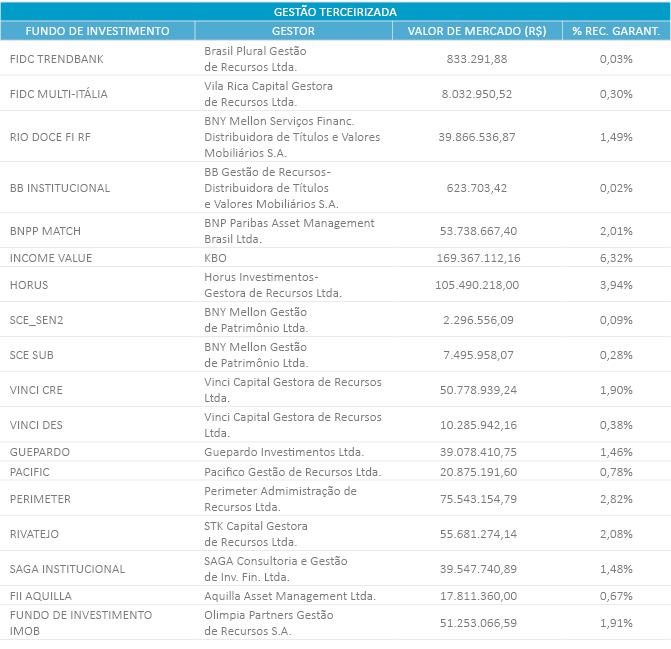 GESTÃO TERCEIRIZADA
FUNDO DE INVESTIMENTO GESTOR VALOR DE MERCADO (R$) % REC. GARANT.
FIDC TRENDBANK Brasil Plural Gestão
de Recursos Ltda. 833.291,88 0,03%
FIDC MULTI-ITÁLIA Vila Rica Capital Gestora
de Recursos Ltda. 8.032.950,52 0,30%
RIO DOCE FI RF BNY Mellon Serviços Financ.
Distribuidora de Títulos e Valores
Mobiliários S.A. 39.866.536,87 1,49%
BB INSTITUCIONAL BB Gestão de Recursos-
Distribuidora de Títulos
e Valores Mobiliários S.A. 623.703,42 0,02%
BNPP MATCH BNP Paribas Asset Management
Brasil Ltda. 53.738.667,40 2,01%
INCOME VALUE KBO 169.367.112,16 6,32%
HORUS Horus Investimentos-
Gestora de Recursos Ltda. 105.490.218,00 3,94%
SCE_SEN2 BNY Mellon Gestão
de Patrimônio Ltda. 2.296.556,09 0,09%
SCE SUB BNY Mellon Gestão
de Patrimônio Ltda. 7.495.958,07 0,28%
VINCI CRE Vinci Capital Gestora de Recursos
Ltda. 50.778.939,24 1,90%
VINCI DES Vinci Capital Gestora de Recursos
Ltda. 10.285.942,16 0,38%
GUEPARDO Guepardo Investimentos Ltda. 39.078.410,75 1,46%
PACIFIC Pacifico Gestão de Recursos Ltda. 20.875.191,60 0,78%
PERIMETER Perimeter Admimistração de
Recursos Ltda. 75.543.154,79 2,82%
RIVATEJO STK Capital Gestora
de Recursos Ltda. 55.681.274,14 2,08%
SAGA INSTITUCIONAL SAGA Consultoria e Gestão
de Inv. Fin. Ltda. 39.547.740,89 1,48%
FII AQUILLA Aquilla Asset Management Ltda. 17.811.360,00 0,67%
FUNDO DE INVESTIMENTO
IMOB Olimpia Partners Gestão
de Recursos S.A. 51.253.066,59 1,91%